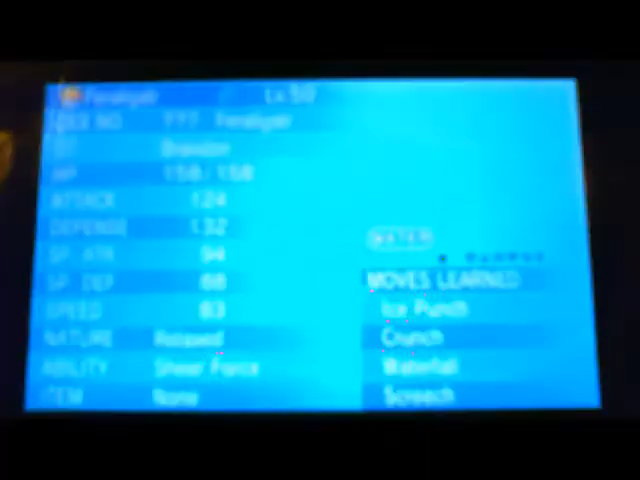 Feraligatr Lv.50
DEX NO. ??? Feraligatr
OT Brandon
HP 158/158
ATTACK 124
DEFENSE 132
SP. ATK 94
SP. DEF
SPEED 83
NATURE Relaxed
ABILITY Sheer Force
ITEM None
WATER
MOVES LEARNED
Ice Punch
Crunch
Waterfall
Screech